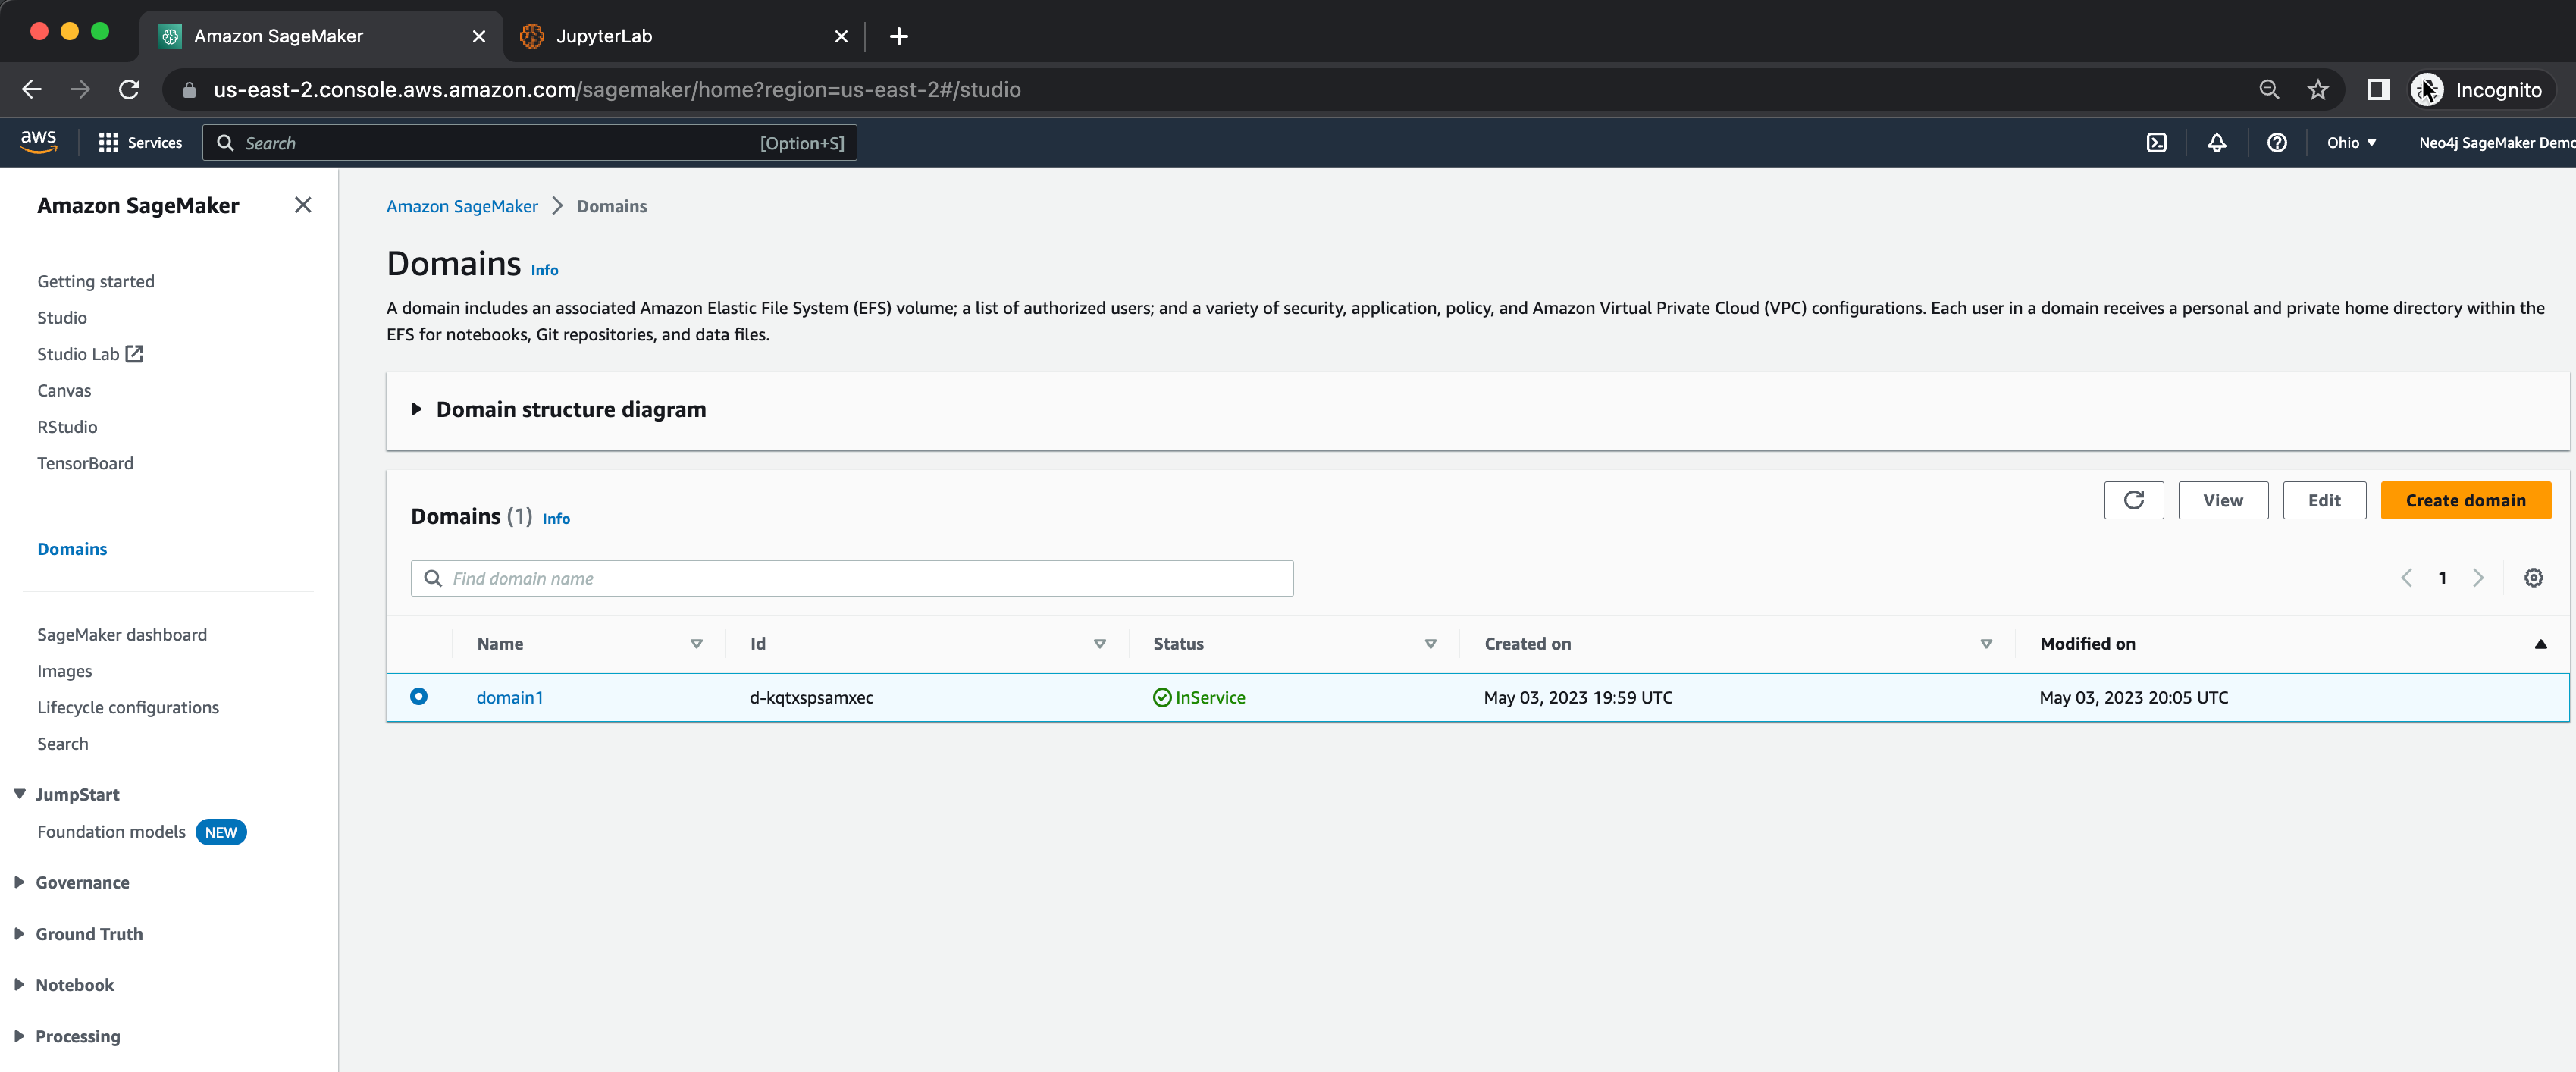 Amazon SageMaker
JupyterLab
us-east-2.console.aws.amazon.com/sagemaker/home?region=us-east-2#/studio
Incognito
aws
Services
Search
[Option+S]
Ohio
Neo4j SageMaker Demo
Amazon SageMaker
Getting started
Studio
Studio Lab
Canvas
RStudio
TensorBoard
Domains
SageMaker dashboard
Images
Lifecycle configurations
Search
JumpStart
Foundation models NEW
Governance
Ground Truth
Notebook
Processing
Amazon SageMaker > Domains
Domains Info
A domain includes an associated Amazon Elastic File System (EFS) volume; a list of authorized users; and a variety of security, application, policy, and Amazon Virtual Private Cloud (VPC) configurations. Each user in a domain receives a personal and private home directory within the
EFS for notebooks, Git repositories, and data files.
Domain structure diagram
Domains (1) Info
View
Edit
Create domain
Find domain name
1
Name Id Status Created on Modified on
domain1 d-kqtxspsamxec InService May 03, 2023 19:59 UTC May 03, 2023 20:05 UTC